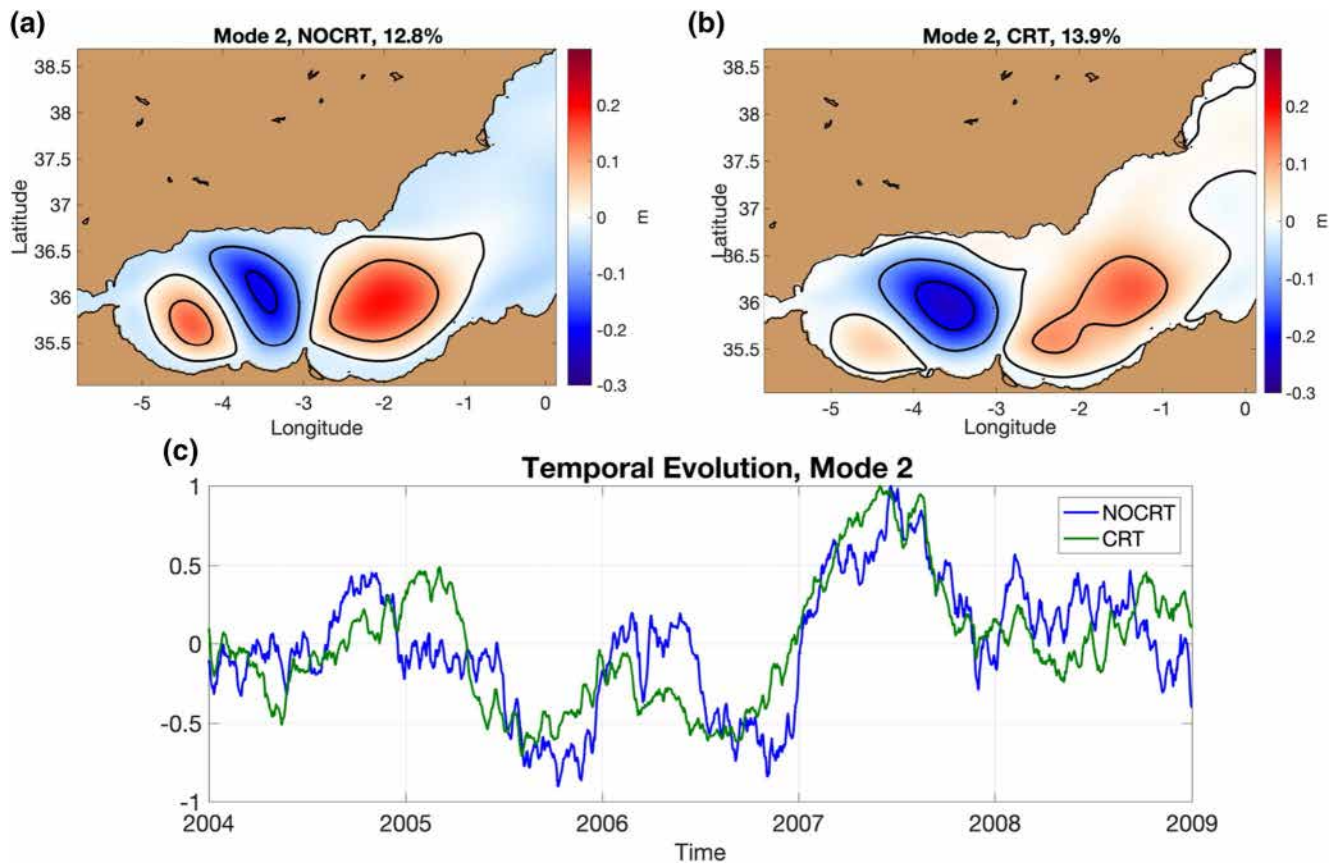 (a)
Mode 2, NOCRT, 12.8%
38.5
38
37.5
37
36.5
36
35.5
Latitude
-5 -4 -3 -2 -1 0
Longitude
0.2
0.1
0
-0.1
-0.2
-0.3
m
(b)
Mode 2, CRT, 13.9%
38.5
38
37.5
37
36.5
36
35.5
Latitude
-5 -4 -3 -2 -1 0
Longitude
0.2
0.1
0
-0.1
-0.2
-0.3
m
(c)
Temporal Evolution, Mode 2
1
0.5
0
-0.5
-1
NOCRT
CRT
2004 2005 2006 2007 2008 2009
Time